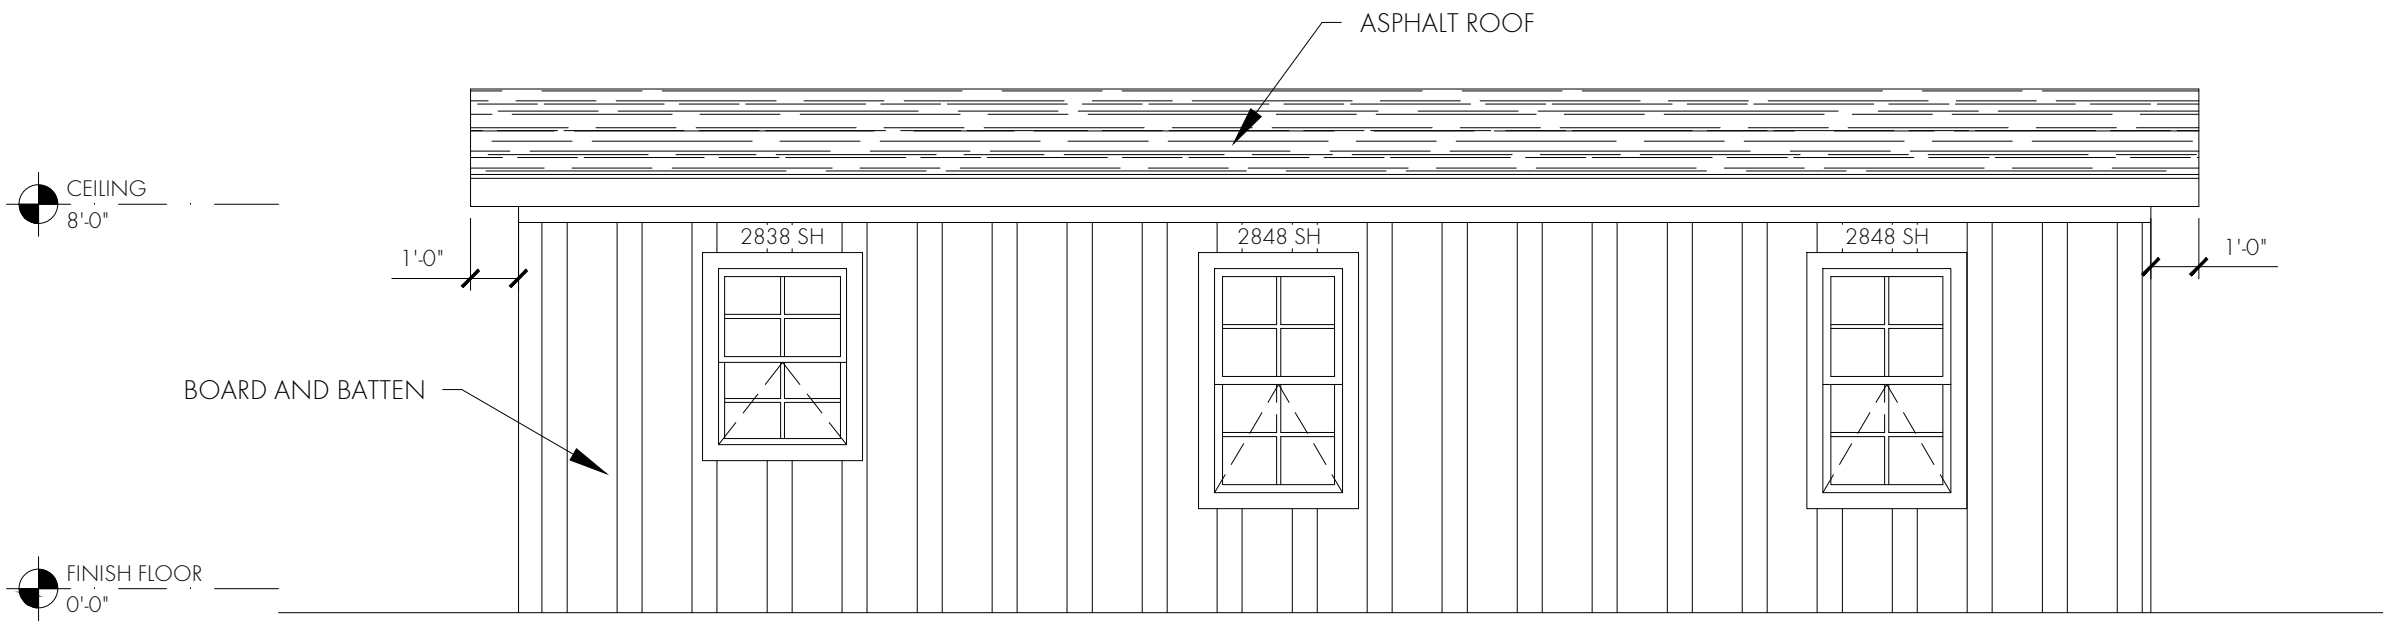 ASPHALT ROOF
CEILING
8'-0"
2838 SH
2848 SH
2848 SH
1'-0"
1'-0"
BOARD AND BATTEN
FINISH FLOOR
0'-0"